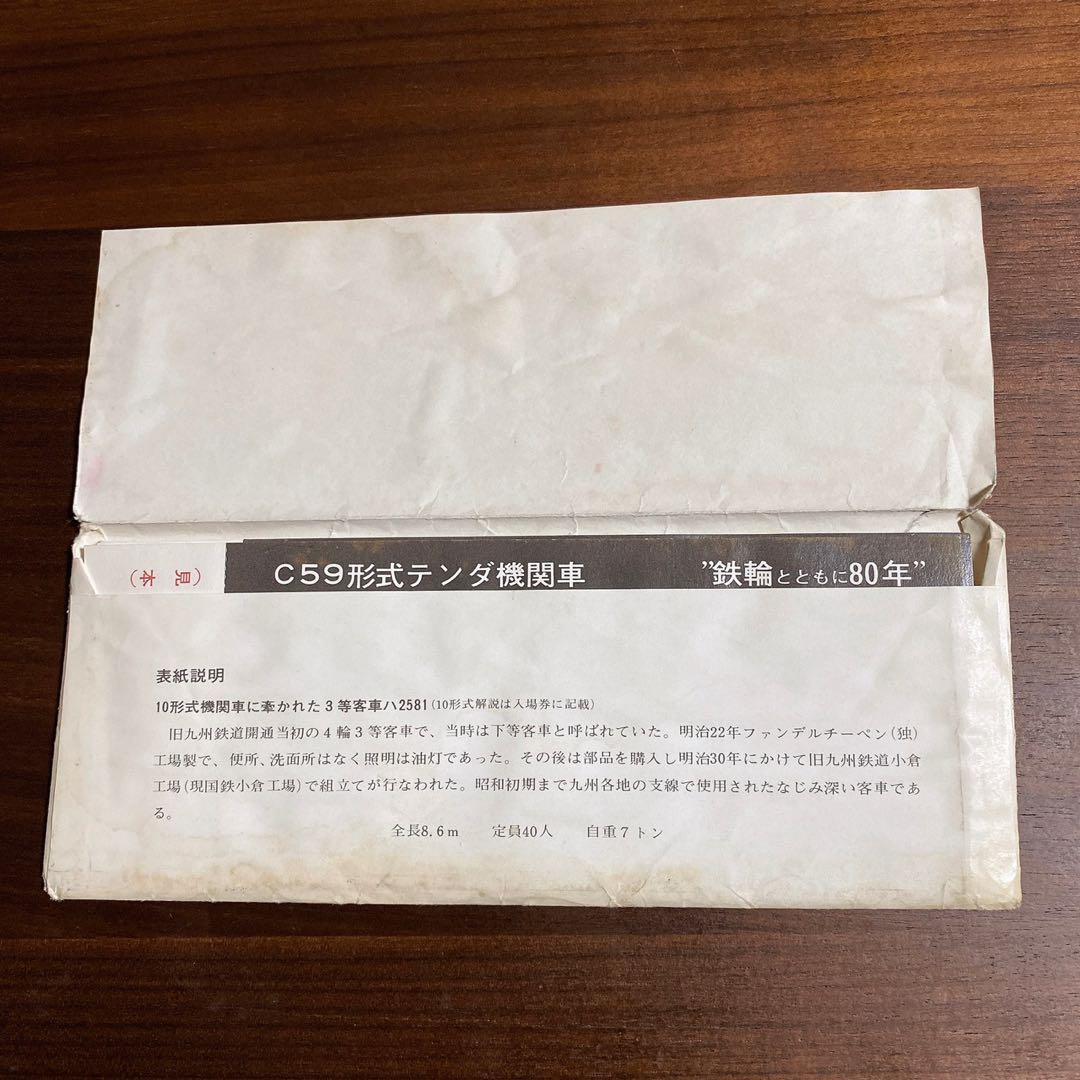 （見本）
C59形式テンダ機関車　”鉄輪とともに80年”
表紙説明
10形式機関車に牽かれた3等客車ハ2581(10形式解説は入場券に記載)
旧九州鉄道開通当初の4輪3等客車で、当時は下等客車と呼ばれていた。明治22年ファンデルチーペン(独)
工場製で、便所、洗面所はなく照明は油灯であった。その後は部品を購入し明治30年にかけて旧九州鉄道小倉
工場(現国鉄小倉工場)で組立てが行なわれた。昭和初期まで九州各地の支線で使用されたなじみ深い客車であ
る。
全長8.6m　定員40人　自重7トン